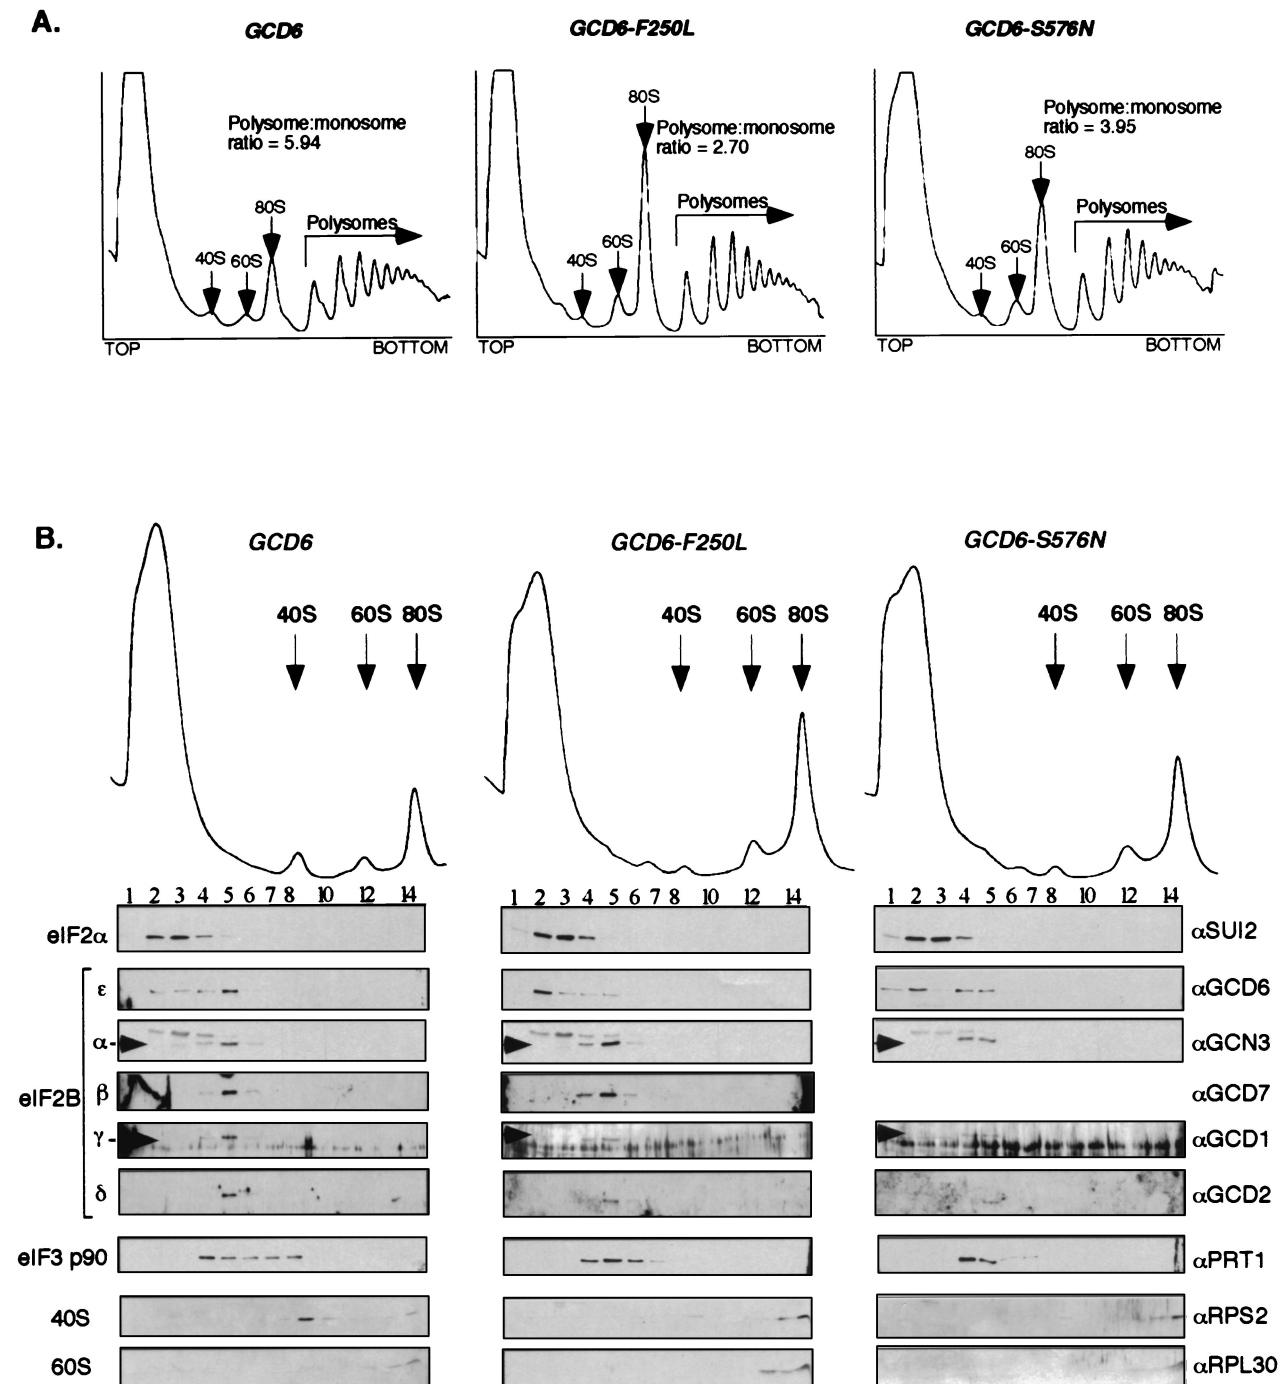 A.
GCD6
GCD6-F250L
GCD6-S576N
Polysome:monosome
ratio = 5.94
80S
Polysomes
40S
60S
TOP
BOTTOM
80S
Polysome:monosome
ratio = 2.70
Polysomes
60S
40S
TOP
BOTTOM
Polysome:monosome
ratio = 3.95
80S
Polysomes
60S
40S
TOP
BOTTOM
B.
GCD6
GCD6-F250L
GCD6-S576N
40S 60S 80S
40S 60S 80S
40S 60S 80S
1 2 3 4 5 6 7 8 10 12 14
1 2 3 4 5 6 7 8 10 12 14
1 2 3 4 5 6 7 8 10 12 14
eIF2α
αSUI2
ε
αGCD6
α-
αGCN3
eIF2B
β
αGCD7
γ-
αGCD1
δ
αGCD2
eIF3 p90
αPRT1
40S
αRPS2
60S
αRPL30